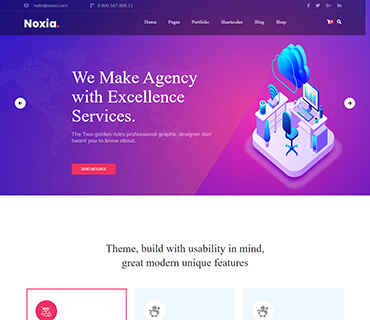 hello@inoxo.com 8 800 567.890.11
Noxia.
Home Pages Portfolio Shortcodes Blog Shop
We Make Agency
with Excellence
Services.
The Two golden rules professional graphic designer don'
twant you to know about.
SEND MESSAGE
Theme, build with usability in mind,
great modern unique features